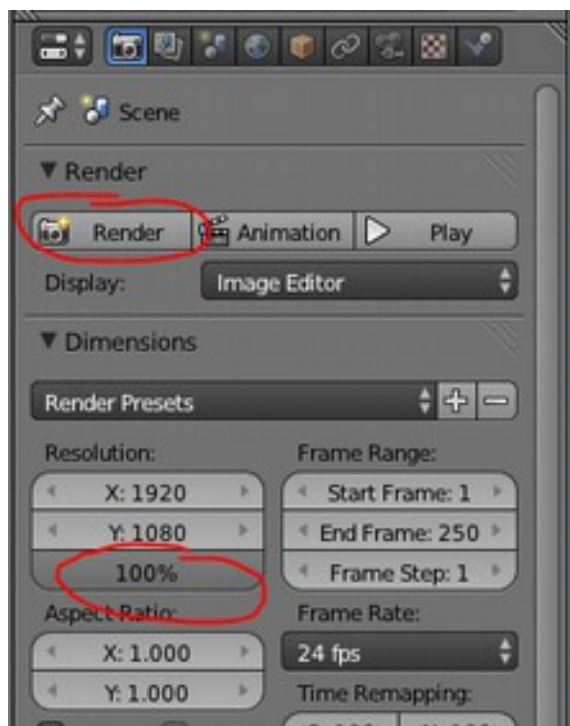 Scene
Render
Render Animation Play
Display: Image Editor
Dimensions
Render Presets
Resolution: Frame Range:
X: 1920 Start Frame: 1
Y: 1080 End Frame: 250
100% Frame Step: 1
Aspect Ratio: Frame Rate:
X: 1.000 24 fps
Y: 1.000 Time Remapping: